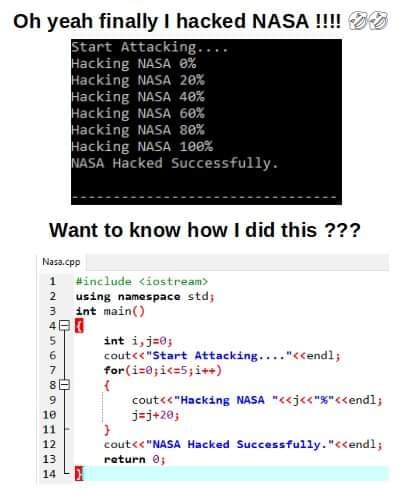 Oh yeah finally I hacked NASA !!!! 🤣🤣
Start Attacking....
Hacking NASA 0%
Hacking NASA 20%
Hacking NASA 40%
Hacking NASA 60%
Hacking NASA 80%
Hacking NASA 100%
NASA Hacked Successfully.
--------------------------------
Want to know how I did this ???
Nasa.cpp
1 #include <iostream>
2 using namespace std;
3 int main()
4 {
5 int i,j=0;
6 cout<<"Start Attacking...."<<endl;
7 for(i=0;i<=5;i++)
8 {
9 cout<<"Hacking NASA "<<j<<"%"<<endl;
10 j=j+20;
11 }
12 cout<<"NASA Hacked Successfully."<<endl;
13 return 0;
14 }